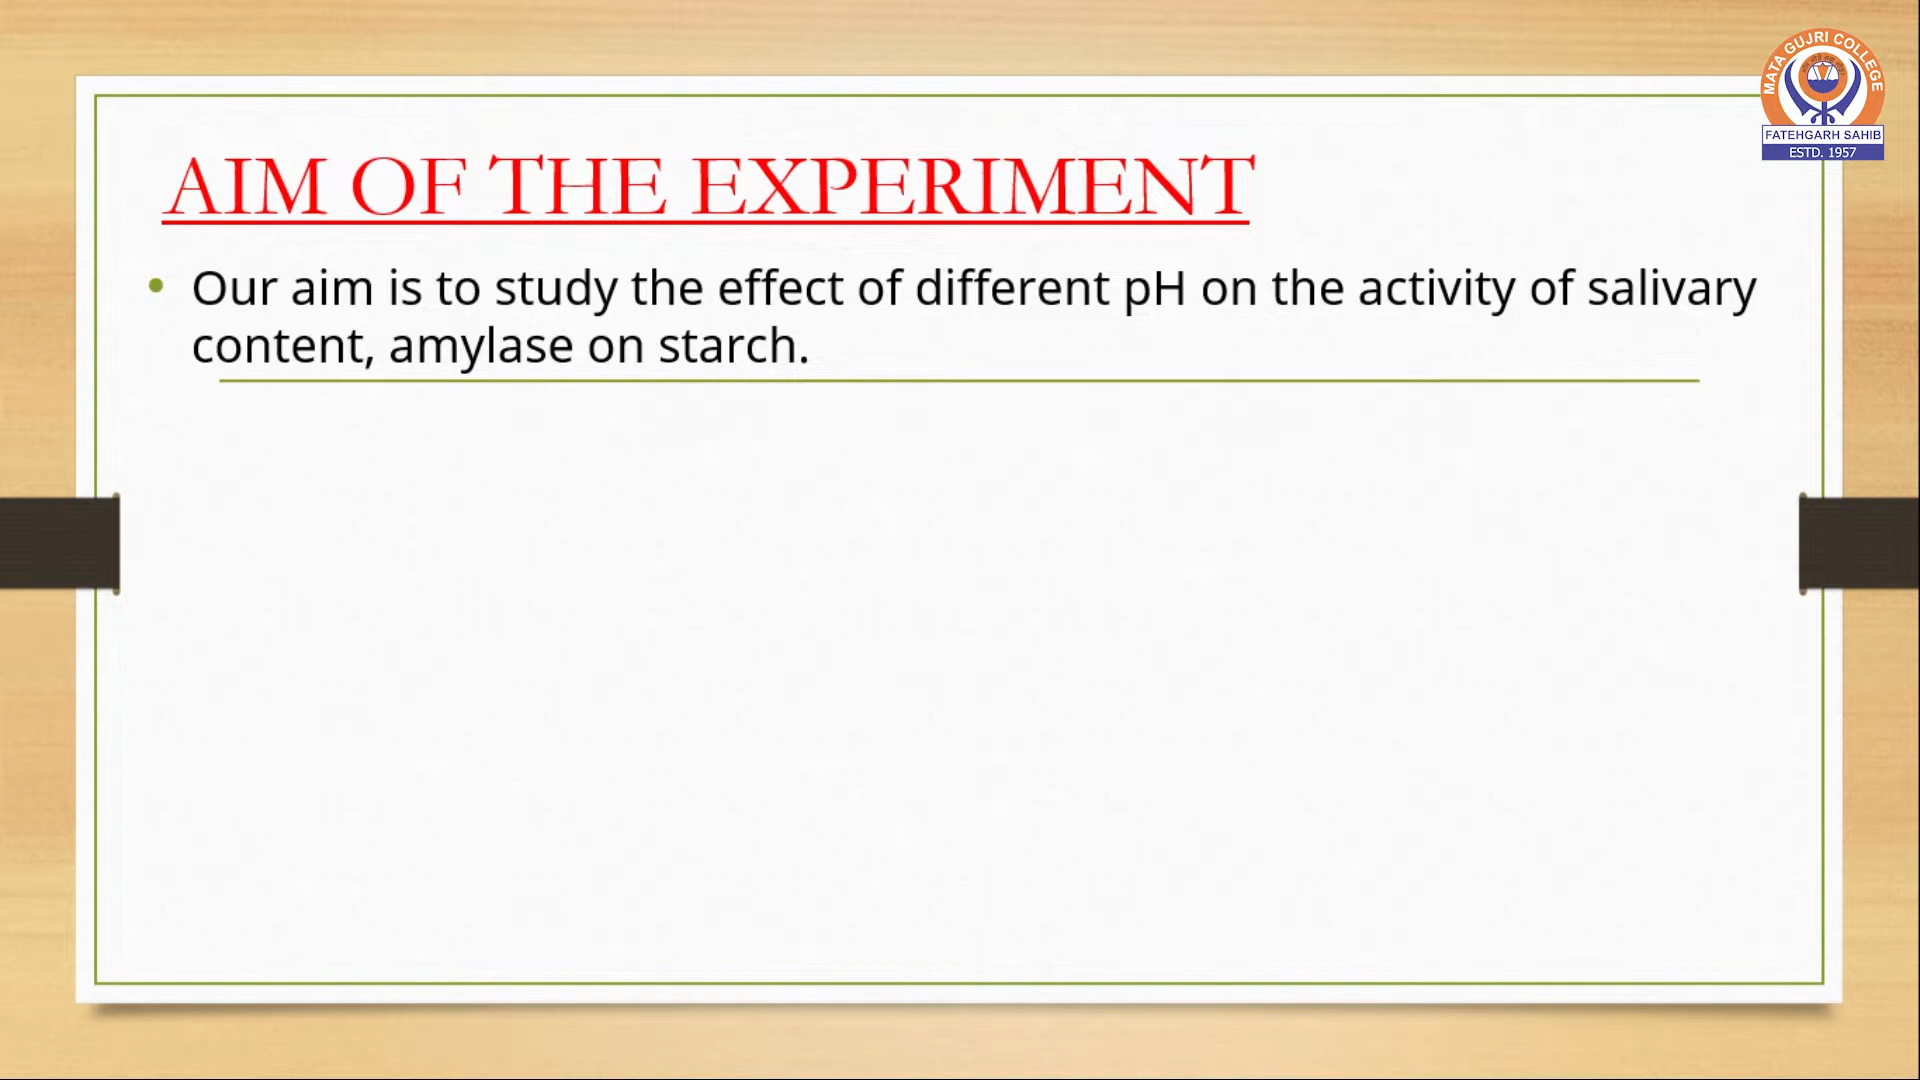 MATA GUJRI COLLEGE
FATEHGARH SAHIB
ESTD. 1957
AIM OF THE EXPERIMENT
• Our aim is to study the effect of different pH on the activity of salivary
content, amylase on starch.